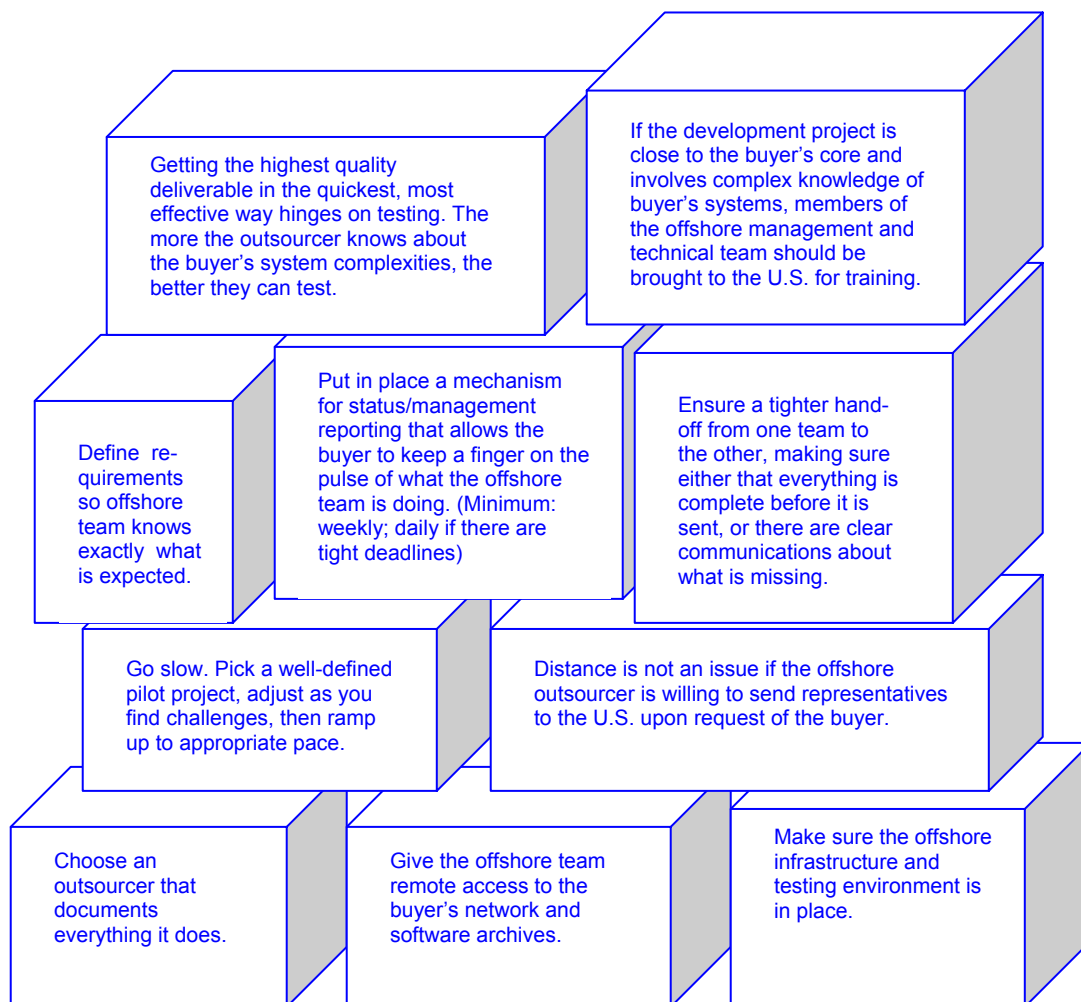 Getting the highest quality
deliverable in the quickest, most
effective way hinges on testing. The
more the outsourcer knows about
the buyer’s system complexities, the
better they can test.
If the development project is
close to the buyer’s core and
involves complex knowledge of
buyer’s systems, members of
the offshore management and
technical team should be
brought to the U.S. for training.
Define re-
quirements
so offshore
team knows
exactly what
is expected.
Put in place a mechanism
for status/management
reporting that allows the
buyer to keep a finger on the
pulse of what the offshore
team is doing. (Minimum:
weekly; daily if there are
tight deadlines)
Ensure a tighter hand-
off from one team to
the other, making sure
either that everything is
complete before it is
sent, or there are clear
communications about
what is missing.
Go slow. Pick a well-defined
pilot project, adjust as you
find challenges, then ramp
up to appropriate pace.
Distance is not an issue if the offshore
outsourcer is willing to send representatives
to the U.S. upon request of the buyer.
Choose an
outsourcer that
documents
everything it does.
Give the offshore team
remote access to the
buyer’s network and
software archives.
Make sure the offshore
infrastructure and
testing environment is
in place.